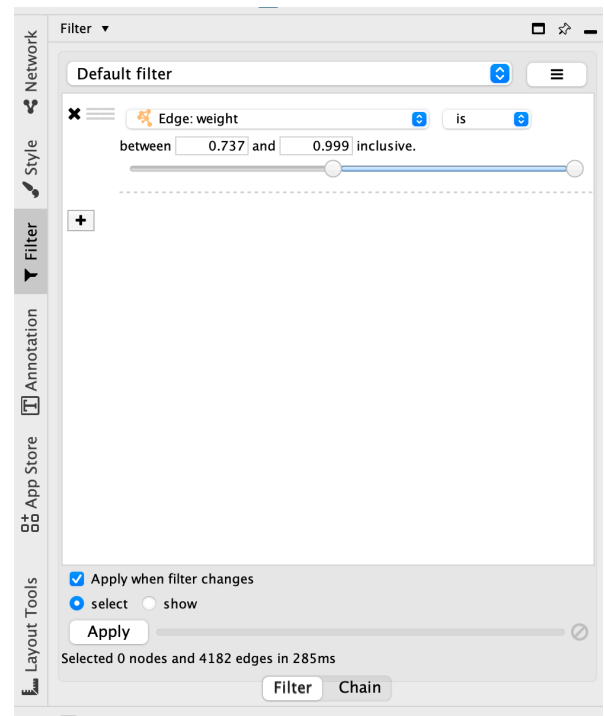 Filter ▼
Network
Style
Filter
Annotation
App Store
Layout Tools
Default filter
Edge: weight
is
between 0.737 and 0.999 inclusive.
+
Apply when filter changes
select
show
Apply
Selected 0 nodes and 4182 edges in 285ms
Filter
Chain